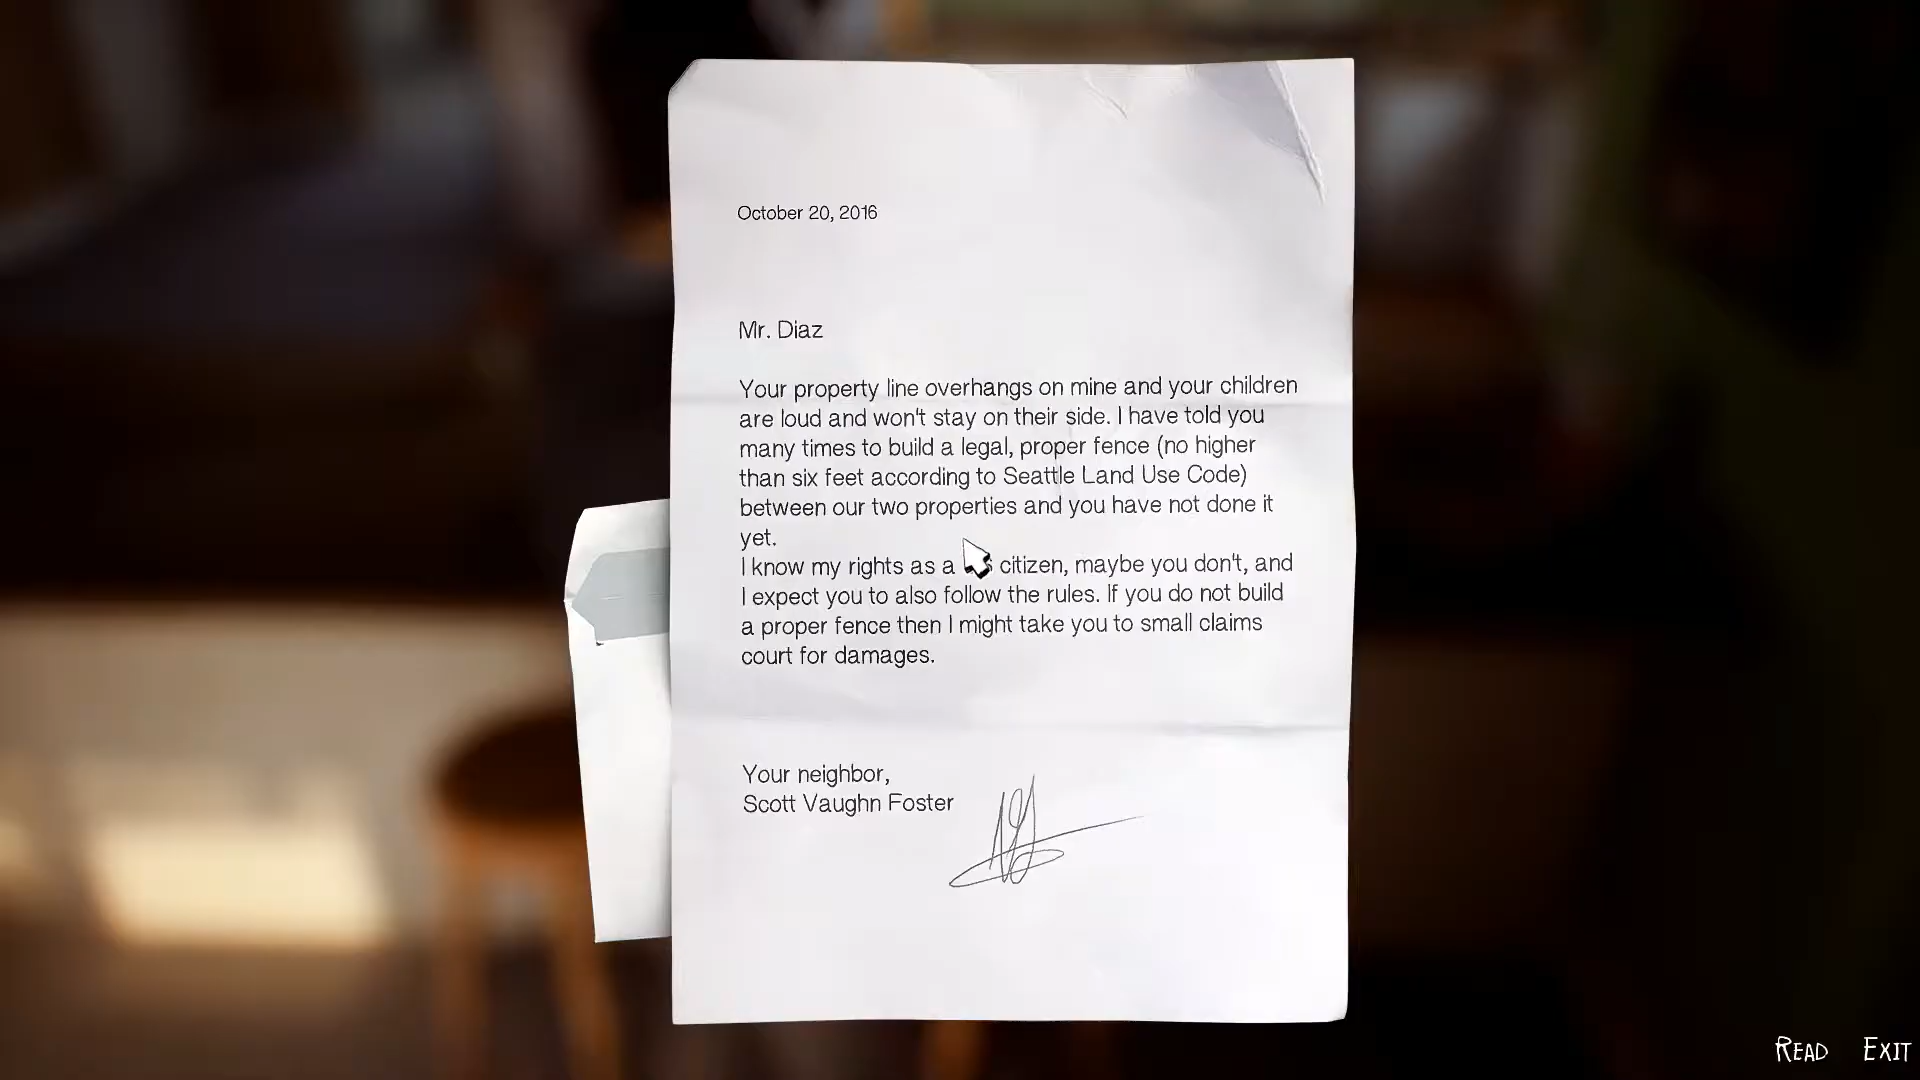 October 20, 2016
Mr. Diaz
Your property line overhangs on mine and your children
are loud and won't stay on their side. I have told you
many times to build a legal, proper fence (no higher
than six feet according to Seattle Land Use Code)
between our two properties and you have not done it
yet.
I know my rights as a citizen, maybe you don't, and
I expect you to also follow the rules. If you do not build
a proper fence then I might take you to small claims
court for damages.
Your neighbor,
Scott Vaughn Foster
READ EXIT